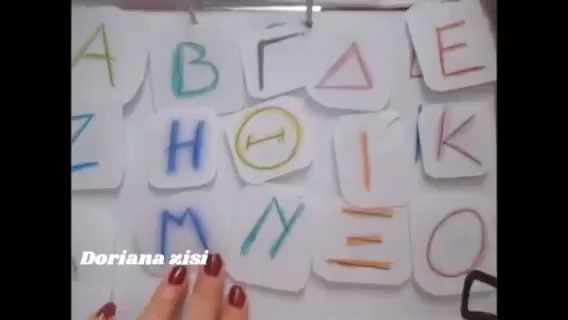 Α Β Γ Δ Ε
Ζ Η Θ Ι Κ
Μ Ν Ξ Ο
Doriana zisi